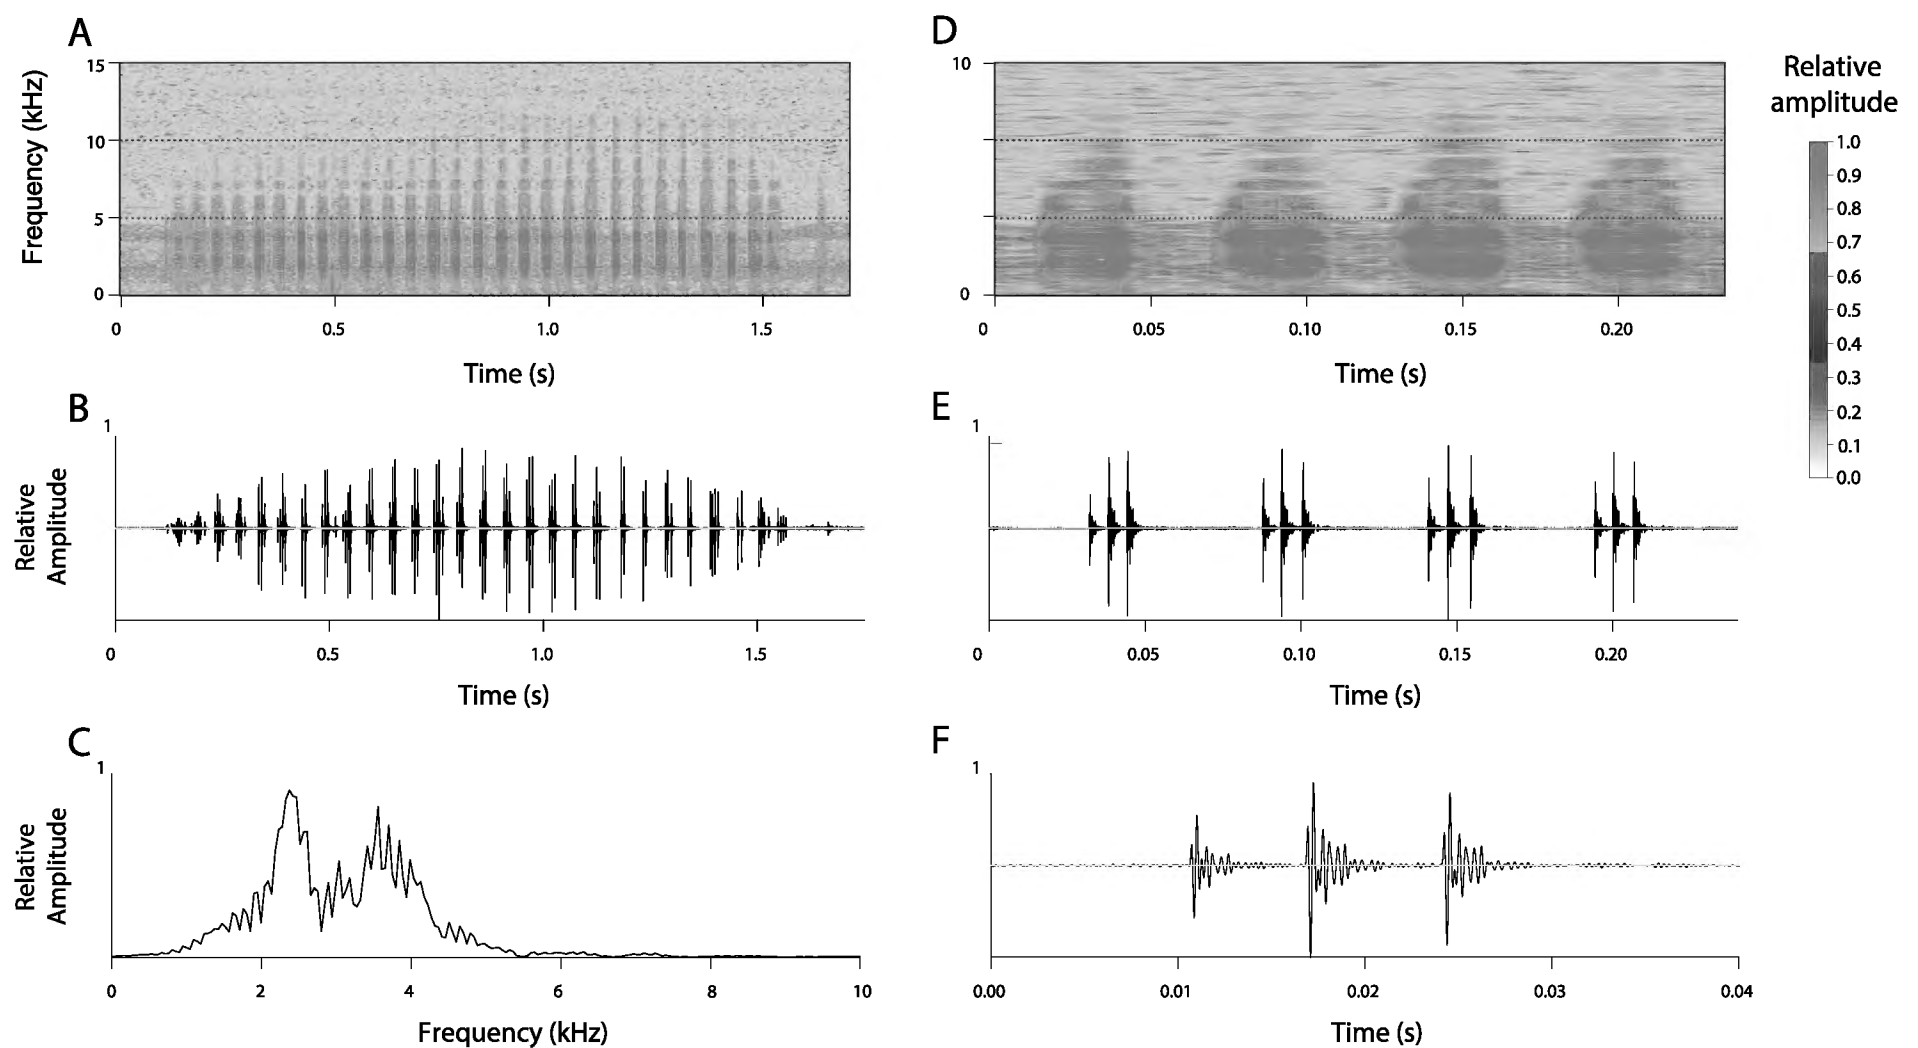 A
15
10
5
0
Frequency (kHz)
0 0.5 1.0 1.5
Time (s)
D
10
0
0 0.05 0.10 0.15 0.20
Time (s)
Relative
amplitude
1.0
0.9
0.8
0.7
0.6
0.5
0.4
0.3
0.2
0.1
0.0
B
1
Relative
Amplitude
0 0.5 1.0 1.5
Time (s)
E
1
0 0.05 0.10 0.15 0.20
Time (s)
C
1
Relative
Amplitude
0 2 4 6 8 10
Frequency (kHz)
F
1
0.00 0.01 0.02 0.03 0.04
Time (s)